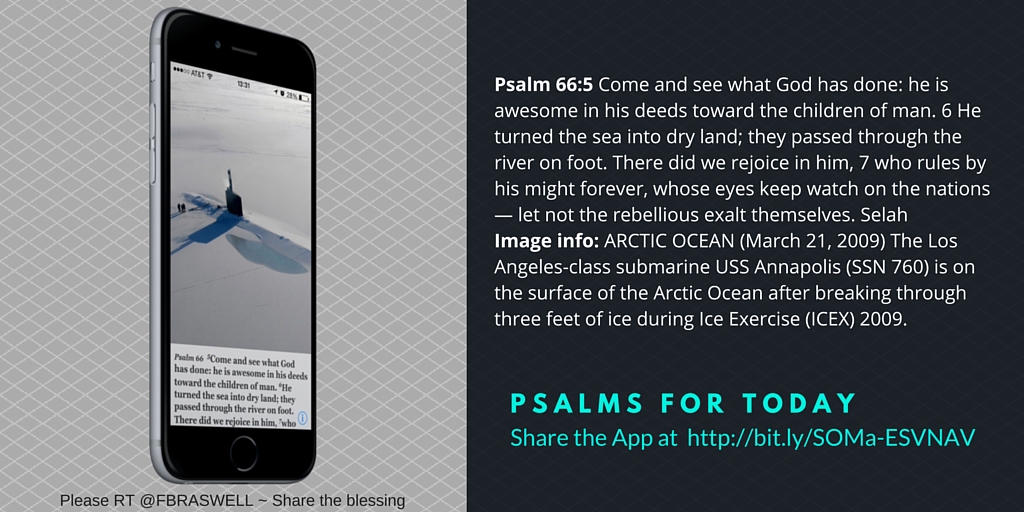 AT&T
13:31
28%
Psalm 66 5Come and see what God
has done: he is awesome in his deeds
toward the children of man. 6He
turned the sea into dry land; they
passed through the river on foot.
There did we rejoice in him, 7who
Please RT @FBRASWELL ~ Share the blessing
Psalm 66:5 Come and see what God has done: he is
awesome in his deeds toward the children of man. 6 He
turned the sea into dry land; they passed through the
river on foot. There did we rejoice in him, 7 who rules by
his might forever, whose eyes keep watch on the nations
— let not the rebellious exalt themselves. Selah
Image info: ARCTIC OCEAN (March 21, 2009) The Los
Angeles-class submarine USS Annapolis (SSN 760) is on
the surface of the Arctic Ocean after breaking through
three feet of ice during Ice Exercise (ICEX) 2009.
PSALMS FOR TODAY
Share the App at http://bit.ly/SOMa-ESVNAV